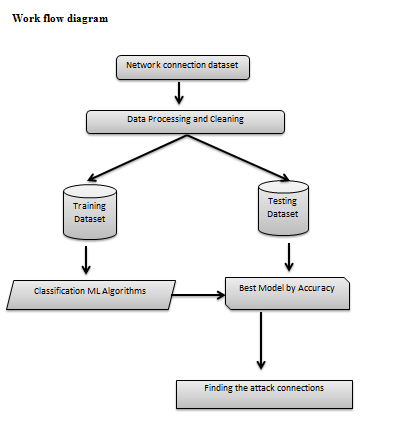 Work flow diagram
Network connection dataset
Data Processing and Cleaning
Training
Dataset
Testing
Dataset
Classification ML Algorithms
Best Model by Accuracy
Finding the attack connections